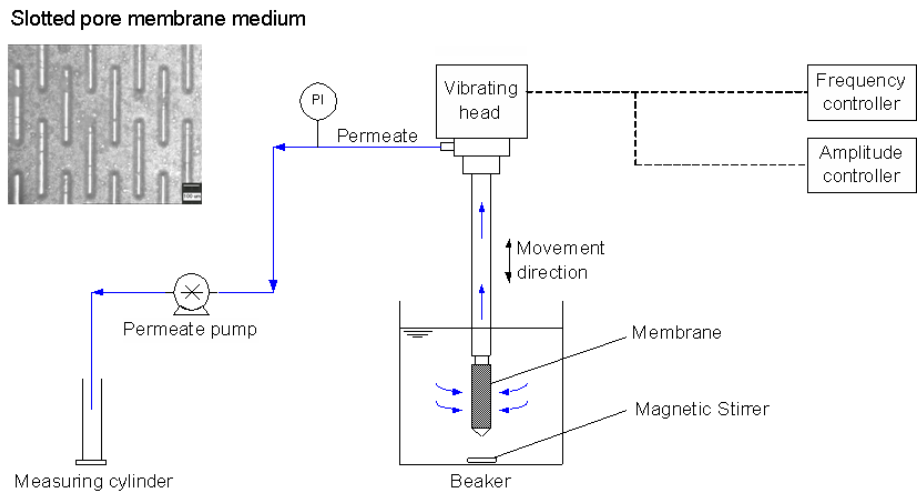 Slotted pore membrane medium
Vibrating
head
Frequency
controller
PI
Permeate
Amplitude
controller
Movement
direction
Permeate pump
Membrane
Magnetic Stirrer
Measuring cylinder
Beaker